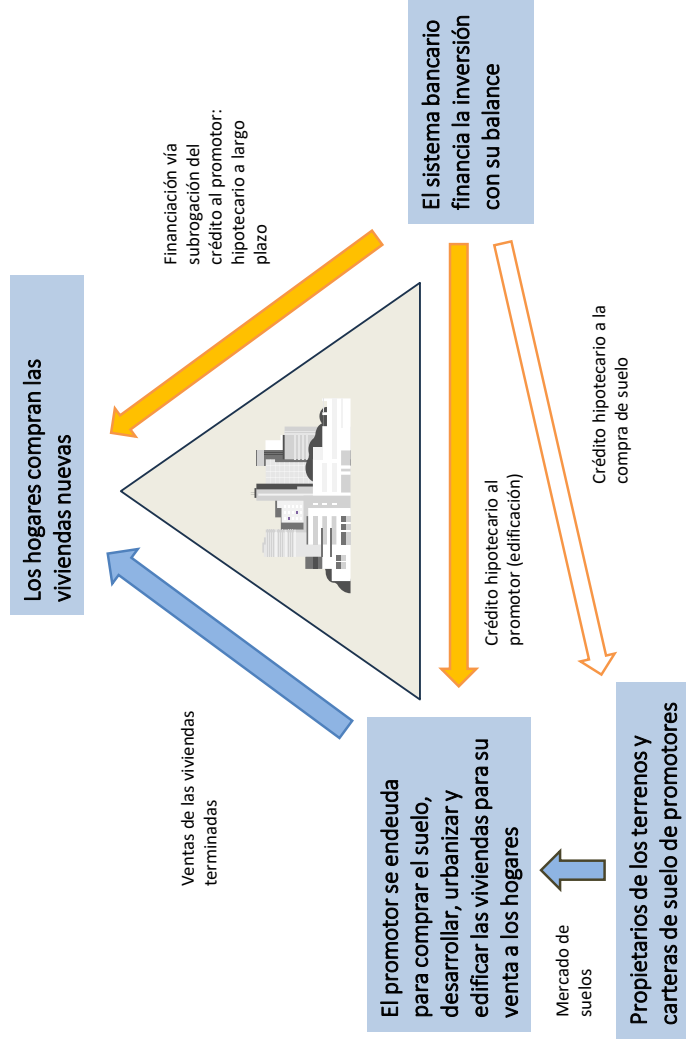 Los hogares compran las
viviendas nuevas
Ventas de las viviendas
terminadas
Financiación vía
subrogación del
crédito al promotor:
hipotecario a largo
plazo
El promotor se endeuda
para comprar el suelo,
desarrollar, urbanizar y
edificar las viviendas para su
venta a los hogares
Crédito hipotecario al
promotor (edificación)
El sistema bancario
financia la inversión
con su balance
Mercado de
suelos
Crédito hipotecario a la
compra de suelo
Propietarios de los terrenos y
carteras de suelo de promotores